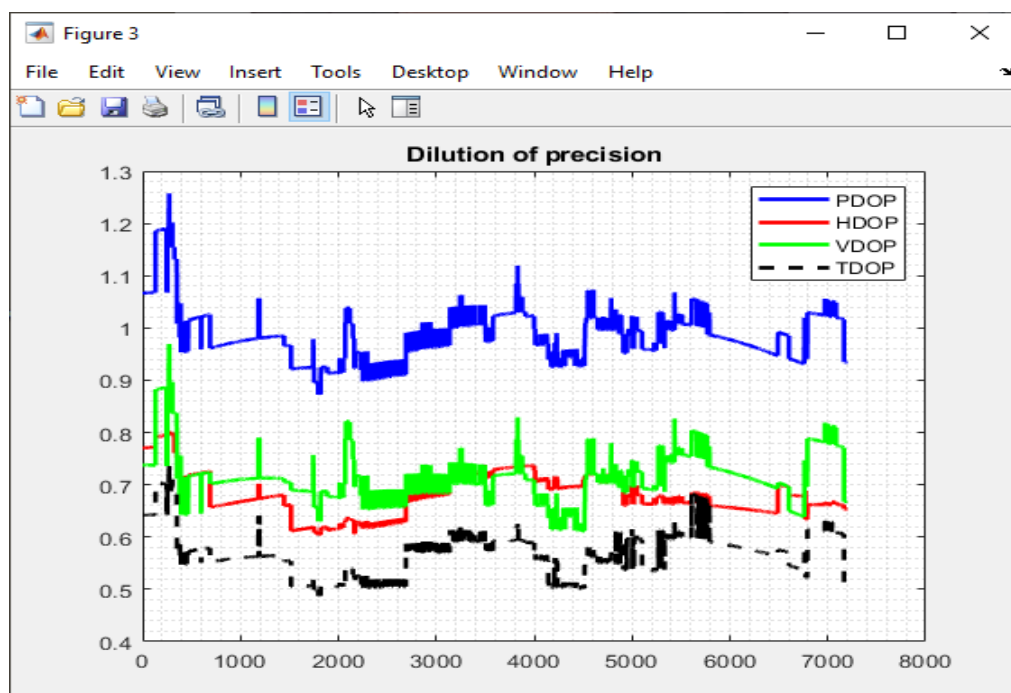 Figure 3
File Edit View Insert Tools Desktop Window Help
Dilution of precision
1.3
1.2
1.1
1
0.9
0.8
0.7
0.6
0.5
0.4
PDOP
HDOP
VDOP
TDOP
0 1000 2000 3000 4000 5000 6000 7000 8000